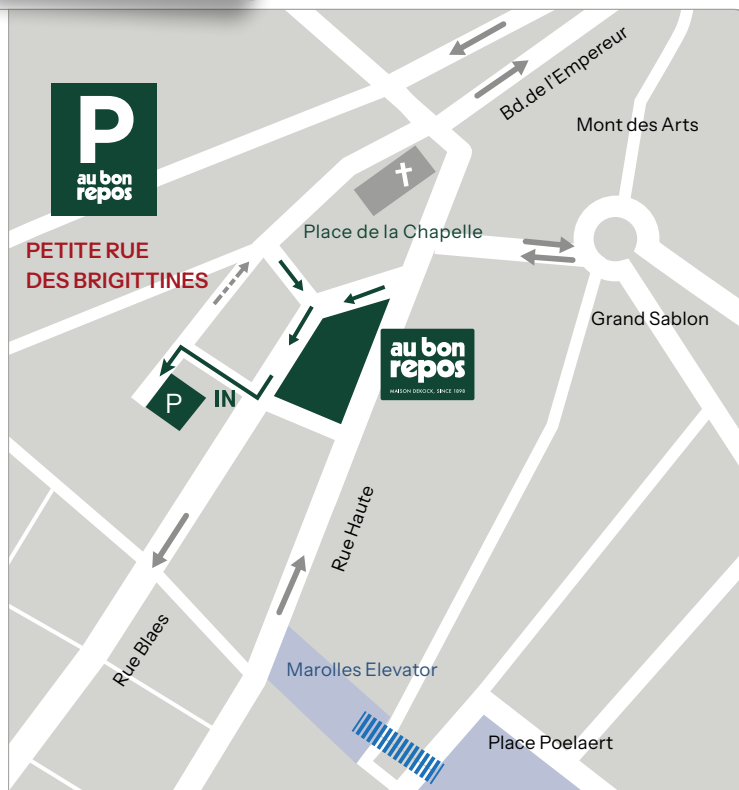 P
au bon
repos
PETITE RUE
DES BRIGITTINES
Bd.de l'Empereur
Mont des Arts
Place de la Chapelle
Grand Sablon
au bon
repos
MAISON DEKOCK, SINCE 1898
P
IN
Rue Haute
Rue Blaes
Marolles Elevator
Place Poelaert